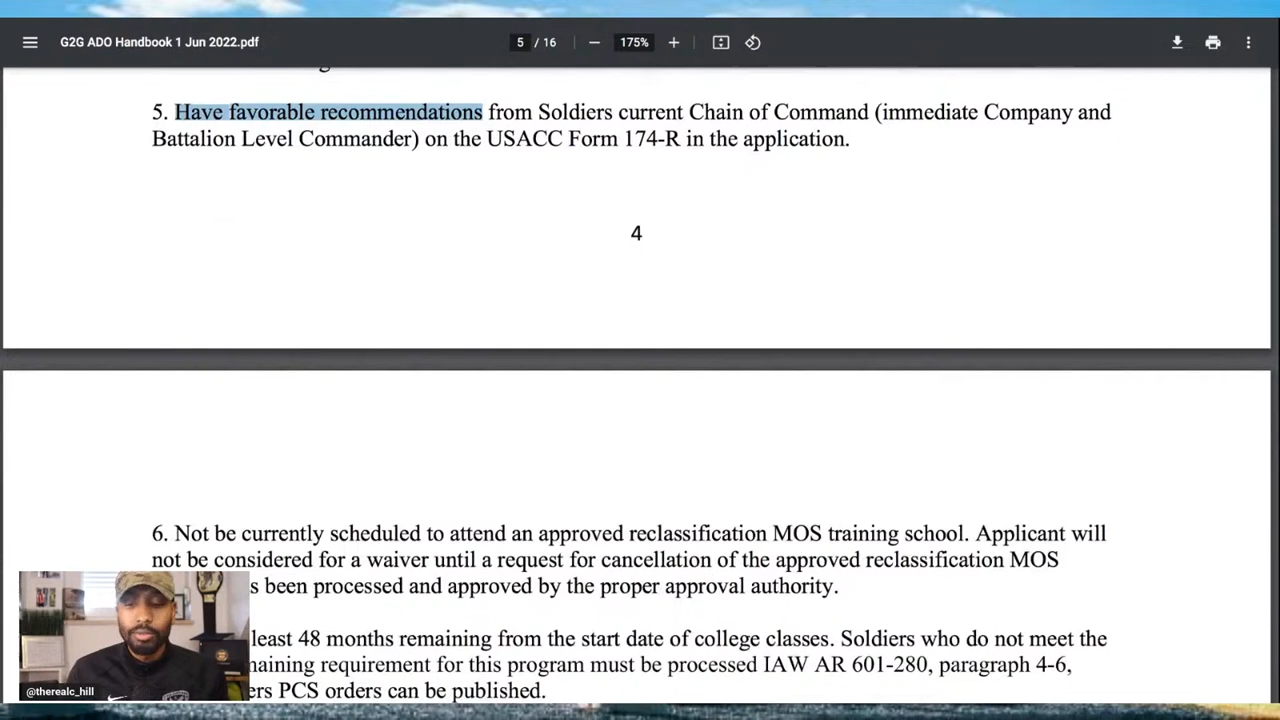 G2G ADO Handbook 1 Jun 2022.pdf
5 / 16
175%
5. Have favorable recommendations from Soldiers current Chain of Command (immediate Company and
Battalion Level Commander) on the USACC Form 174-R in the application.
4
6. Not be currently scheduled to attend an approved reclassification MOS training school. Applicant will
not be considered for a waiver until a request for cancellation of the approved reclassification MOS
s been processed and approved by the proper approval authority.
least 48 months remaining from the start date of college classes. Soldiers who do not meet the
maining requirement for this program must be processed IAW AR 601-280, paragraph 4-6,
ers PCS orders can be published.
@therealc_hill